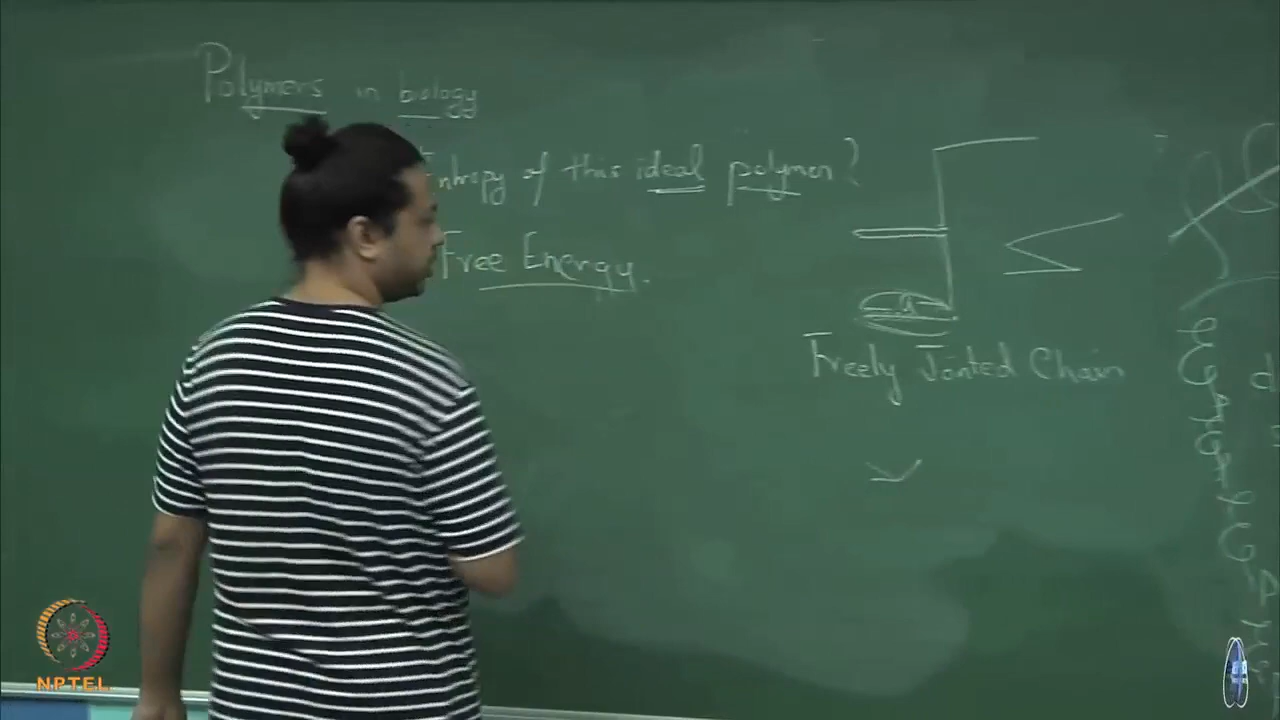 Polymers in biology
Entropy of this ideal polymer?
Free Energy.
a
Freely Jointed Chain
NPTEL